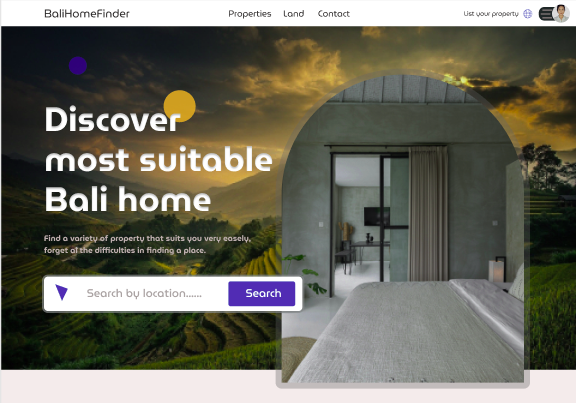 BaliHomeFinder
Properties Land Contact
List your property
Discover
most suitable
Bali home
Find a variety of property that suits you very easily,
forget al the difficulties in finding a place.
Search by location......
Search